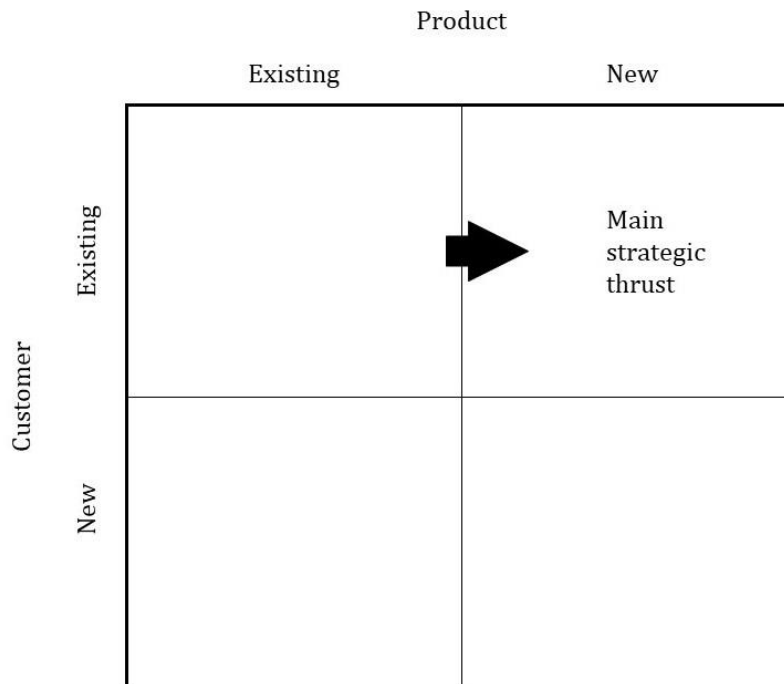 Product
Existing
New
Existing
Main
strategic
thrust
Customer
New